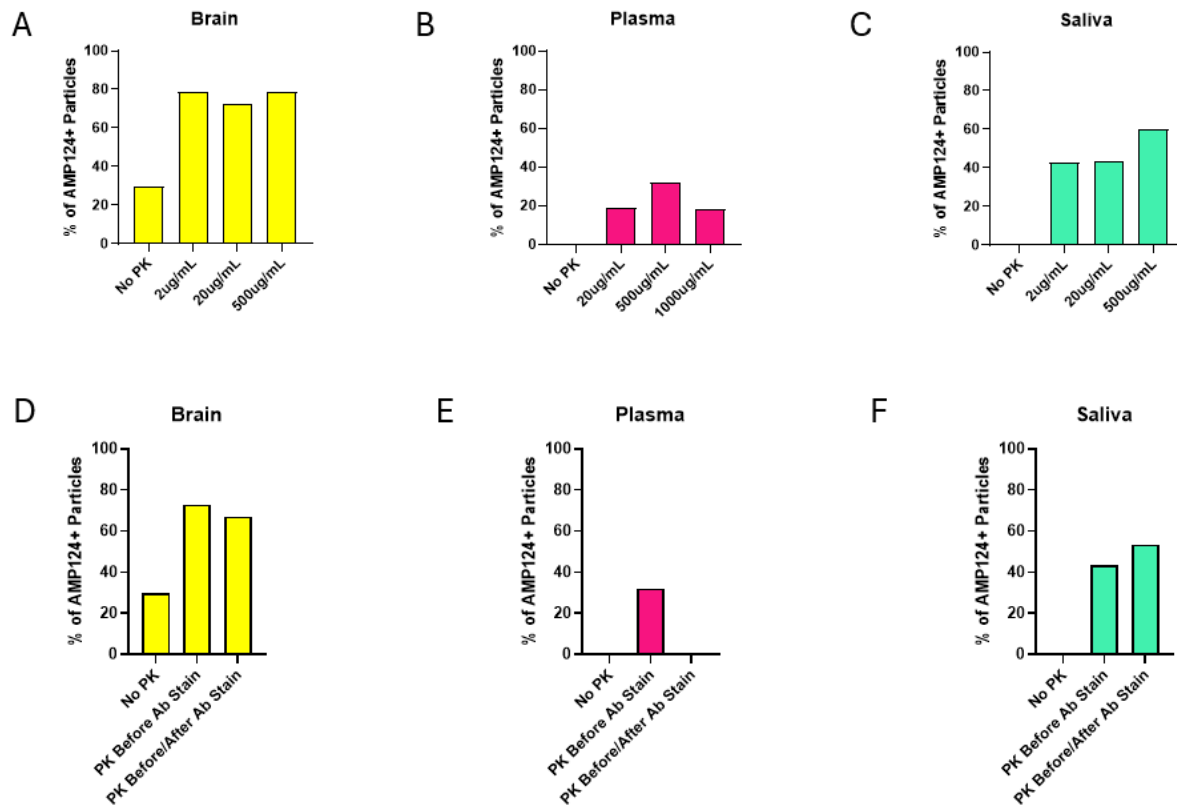 A
Brain
% of AMP124+ Particles
100
80
60
40
20
0
No PK
2ug/mL
20ug/mL
500ug/mL
B
Plasma
% of AMP124+ Particles
100
80
60
40
20
0
No PK
20ug/mL
500ug/mL
1000ug/mL
C
Saliva
% of AMP124+ Particles
100
80
60
40
20
0
No PK
2ug/mL
20ug/mL
500ug/mL
D
Brain
% of AMP124+ Particles
100
80
60
40
20
0
No PK
PK Before Ab Stain
PK Before/After Ab Stain
E
Plasma
% of AMP124+ Particles
100
80
60
40
20
0
No PK
PK Before Ab Stain
PK Before/After Ab Stain
F
Saliva
% of AMP124+ Particles
100
80
60
40
20
0
No PK
PK Before Ab Stain
PK Before/After Ab Stain